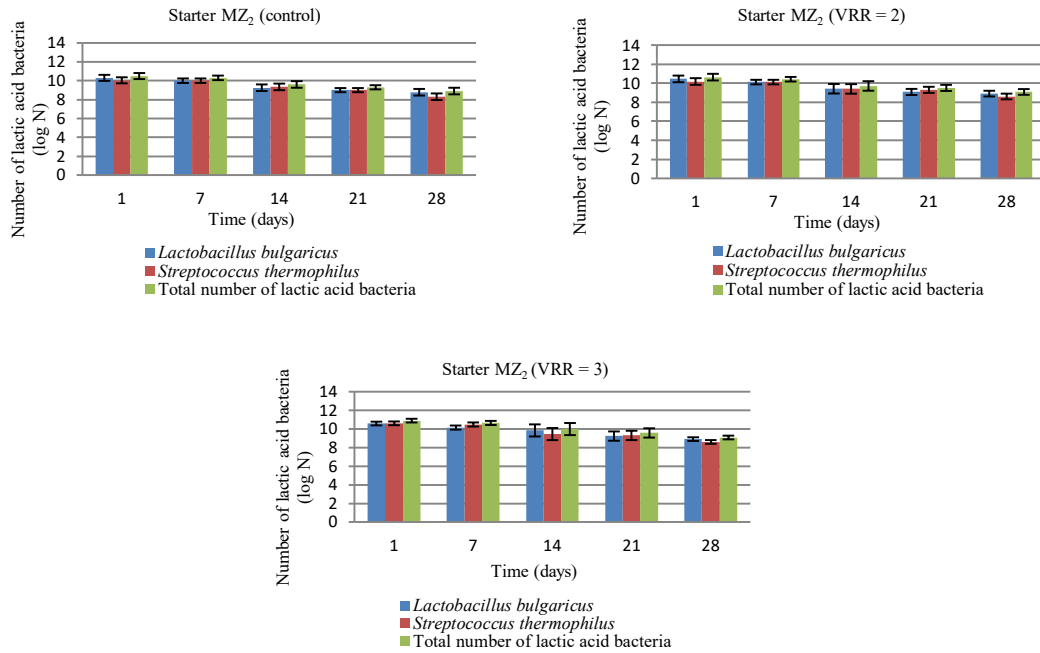 Starter MZ₂ (control)
Number of lactic acid bacteria
(log N)
14
12
10
8
6
4
2
0
1 7 14 21 28
Time (days)
Lactobacillus bulgaricus
Streptococcus thermophilus
Total number of lactic acid bacteria
Starter MZ₂ (VRR = 2)
Number of lactic acid bacteria
(log N)
14
12
10
8
6
4
2
0
1 7 14 21 28
Time (days)
Lactobacillus bulgaricus
Streptococcus thermophilus
Total number of lactic acid bacteria
Starter MZ₂ (VRR = 3)
Number of lactic acid bacteria
(log N)
14
12
10
8
6
4
2
0
1 7 14 21 28
Time (days)
Lactobacillus bulgaricus
Streptococcus thermophilus
Total number of lactic acid bacteria